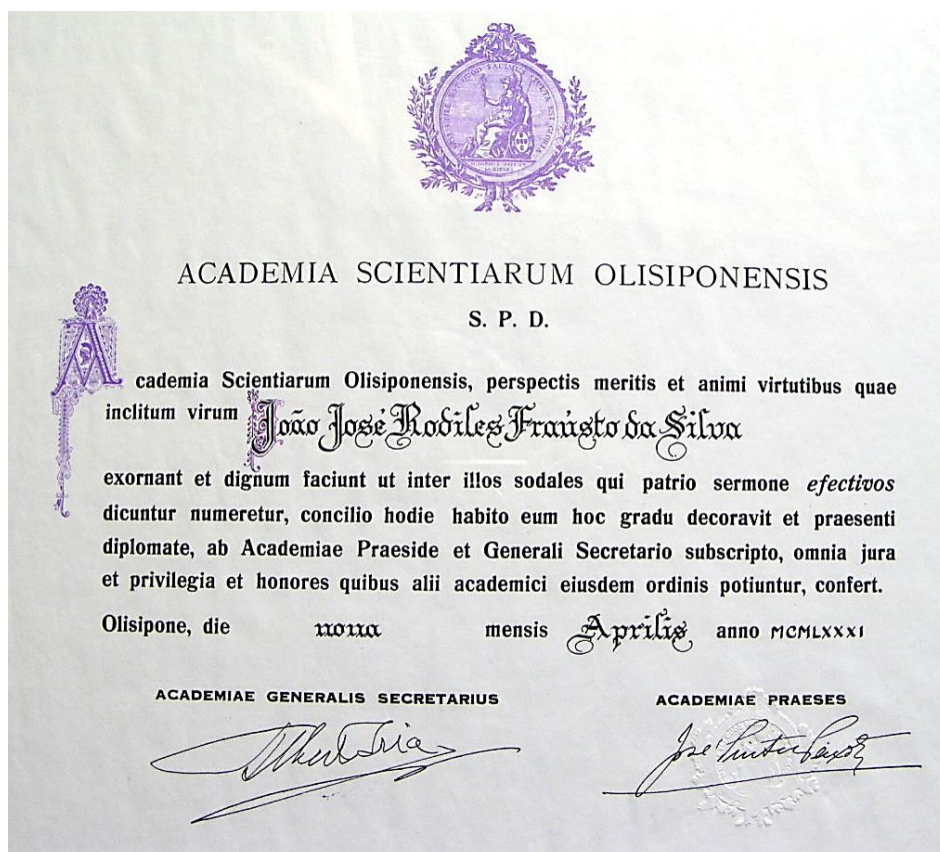 ACADEMIA SCIENTIARUM OLISIPONENSIS
S. P. D.
Academia Scientiarum Olisiponensis, perspectis meritis et animi virtutibus quae
inclitum virum João José Rodiles Fraústo da Silva
exornant et dignum faciunt ut inter illos sodales qui patrio sermone efectivos
dicuntur numeretur, concilio hodie habito eum hoc gradu decoravit et praesenti
diplomate, ab Academiae Praeside et Generali Secretario subscripto, omnia jura
et privilegia et honores quibus alii academici eiusdem ordinis potiuntur, confert.
Olisipone, die nona mensis Aprilis anno MCMLXXXI
ACADEMIAE GENERALIS SECRETARIUS ACADEMIAE PRAESES
José